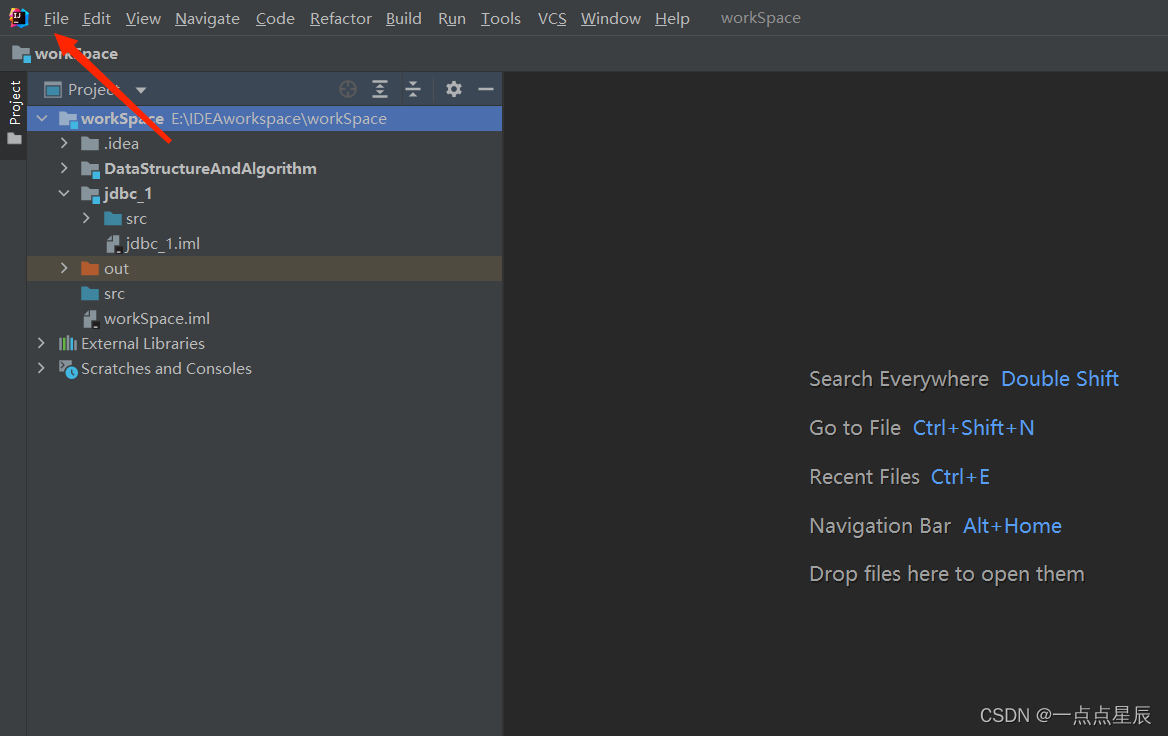 File Edit View Navigate Code Refactor Build Run Tools VCS Window Help workSpace
workSpace
Project
Project
workSpace E:\IDEAworkspace\workSpace
.idea
DataStructureAndAlgorithm
jdbc_1
src
jdbc_1.iml
out
src
workSpace.iml
External Libraries
Scratches and Consoles
Search Everywhere Double Shift
Go to File Ctrl+Shift+N
Recent Files Ctrl+E
Navigation Bar Alt+Home
Drop files here to open them
CSDN @一点点星辰